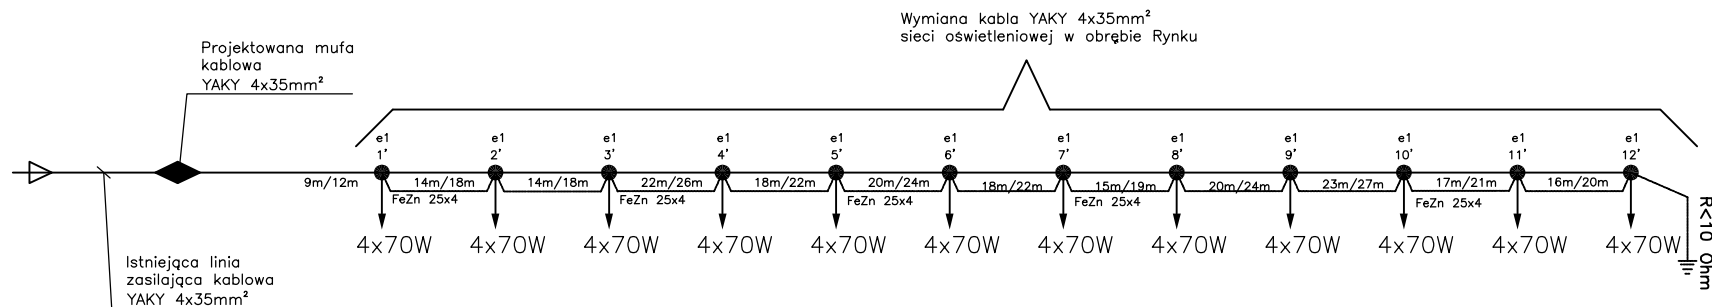 Wymiana kabla YAKY 4x35mm²
sieci oświetleniowej w obrębie Rynku
Projektowana mufa
kablowa
YAKY 4x35mm²
e1 e1 e1 e1 e1 e1 e1 e1 e1 e1 e1 e1
1' 2' 3' 4' 5' 6' 7' 8' 9' 10' 11' 12'
9m/12m 14m/18m 14m/18m 22m/26m 18m/22m 20m/24m 18m/22m 15m/19m 20m/24m 23m/27m 17m/21m 16m/20m
FeZn 25x4 FeZn 25x4 FeZn 25x4 FeZn 25x4 FeZn 25x4
4x70W 4x70W 4x70W 4x70W 4x70W 4x70W 4x70W 4x70W 4x70W 4x70W 4x70W 4x70W
R<10 Ohm
Istniejąca linia
zasilająca kablowa
YAKY 4x35mm²